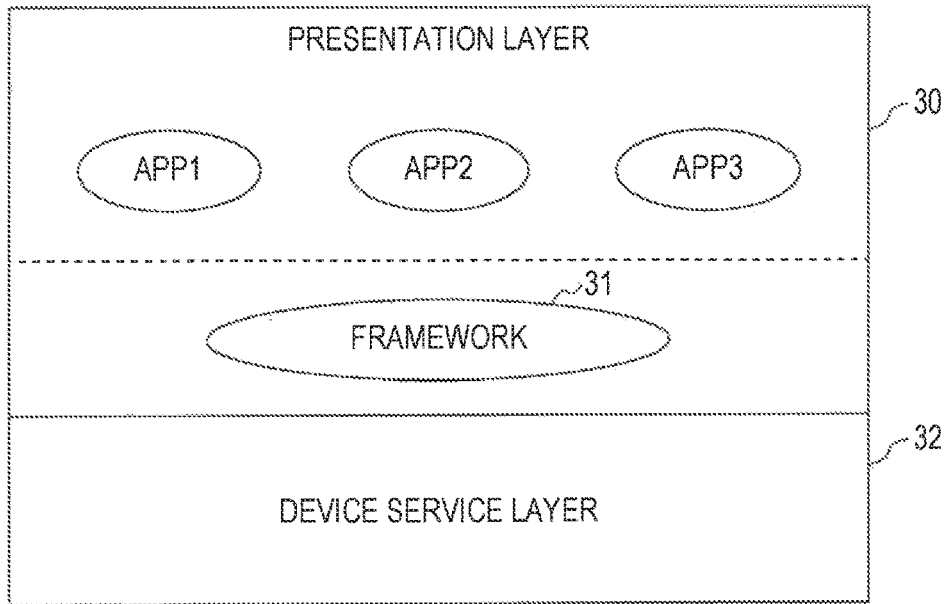 PRESENTATION LAYER
30
APP1 APP2 APP3
31
FRAMEWORK
32
DEVICE SERVICE LAYER